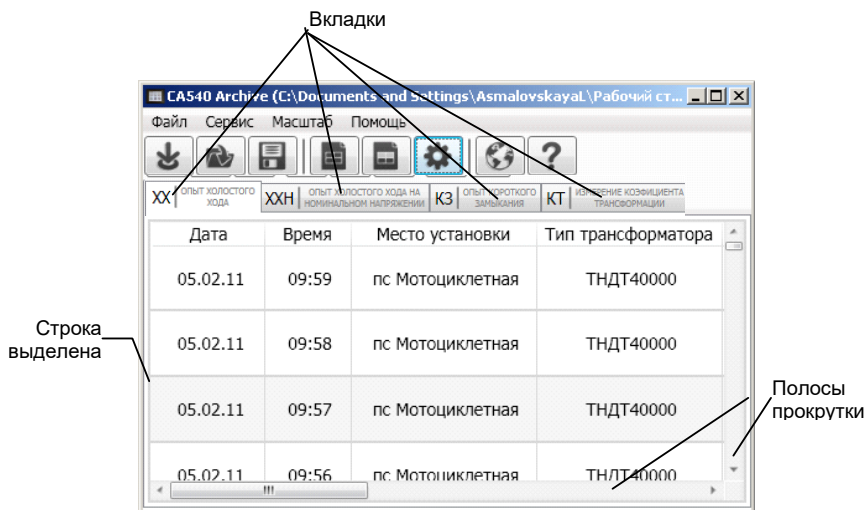 Вкладки
CA540 Archive (C:\Documents and Settings\AsmalovskayaL\Рабочий ст...
Файл Сервис Масштаб Помощь
ХХ ОПЫТ ХОЛОСТОГО ХОДА
ХХН ОПЫТ ХОЛОСТОГО ХОДА НА НОМИНАЛЬНОМ НАПРЯЖЕНИИ
КЗ ОПЫТ КОРОТКОГО ЗАМЫКАНИЯ
КТ ИЗМЕРЕНИЕ КОЭФИЦИЕНТА ТРАНСФОРМАЦИИ
Дата Время Место установки Тип трансформатора
05.02.11 09:59 пс Мотоциклетная ТНДТ40000
05.02.11 09:58 пс Мотоциклетная ТНДТ40000
05.02.11 09:57 пс Мотоциклетная ТНДТ40000
05.02.11 09:56 пс Мотоциклетная ТНДТ40000
Строка
выделена
Полосы
прокрутки